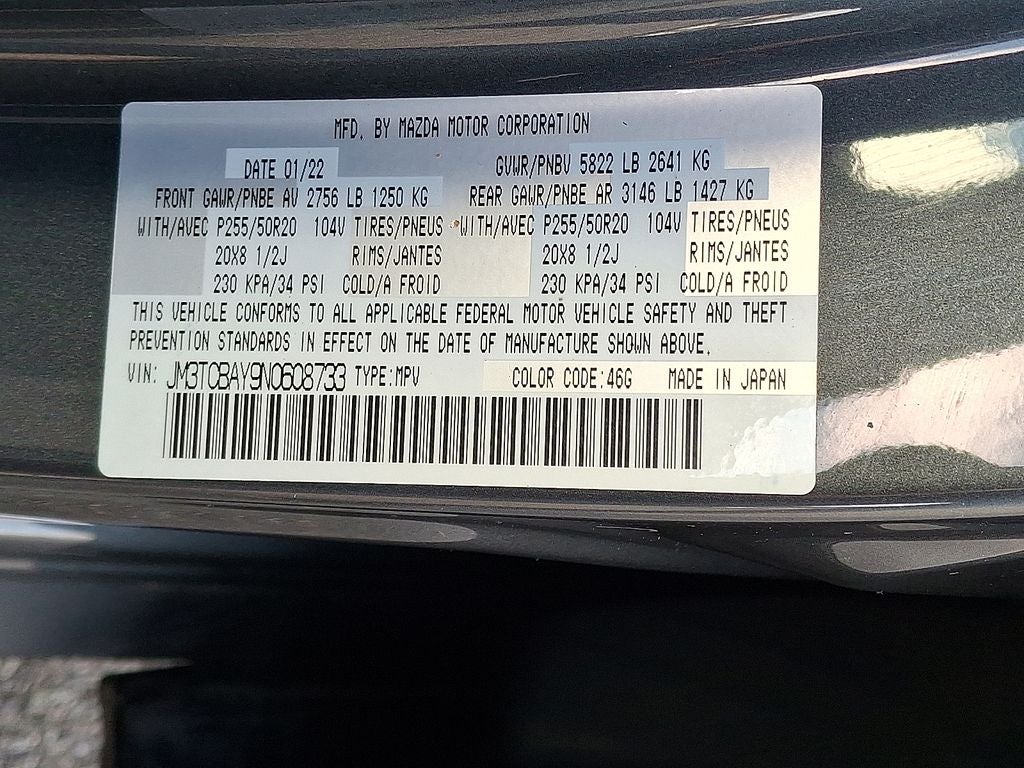 MFD. BY MAZDA MOTOR CORPORATION
DATE 01/22 GVWR/PNBV 5822 LB 2641 KG
FRONT GAWR/PNBE AV 2756 LB 1250 KG REAR GAWR/PNBE AR 3146 LB 1427 KG
WITH/AVEC P255/50R20 104V TIRES/PNEUS WITH/AVEC P255/50R20 104V TIRES/PNEUS
20X8 1/2J RIMS/JANTES 20X8 1/2J RIMS/JANTES
230 KPA/34 PSI COLD/A FROID 230 KPA/34 PSI COLD/A FROID
THIS VEHICLE CONFORMS TO ALL APPLICABLE FEDERAL MOTOR VEHICLE SAFETY AND THEFT
PREVENTION STANDARDS IN EFFECT ON THE DATE OF MANUFACTURE SHOWN ABOVE.
VIN: JM3TCBAY9N0608733 TYPE:MPV COLOR CODE:46G MADE IN JAPAN